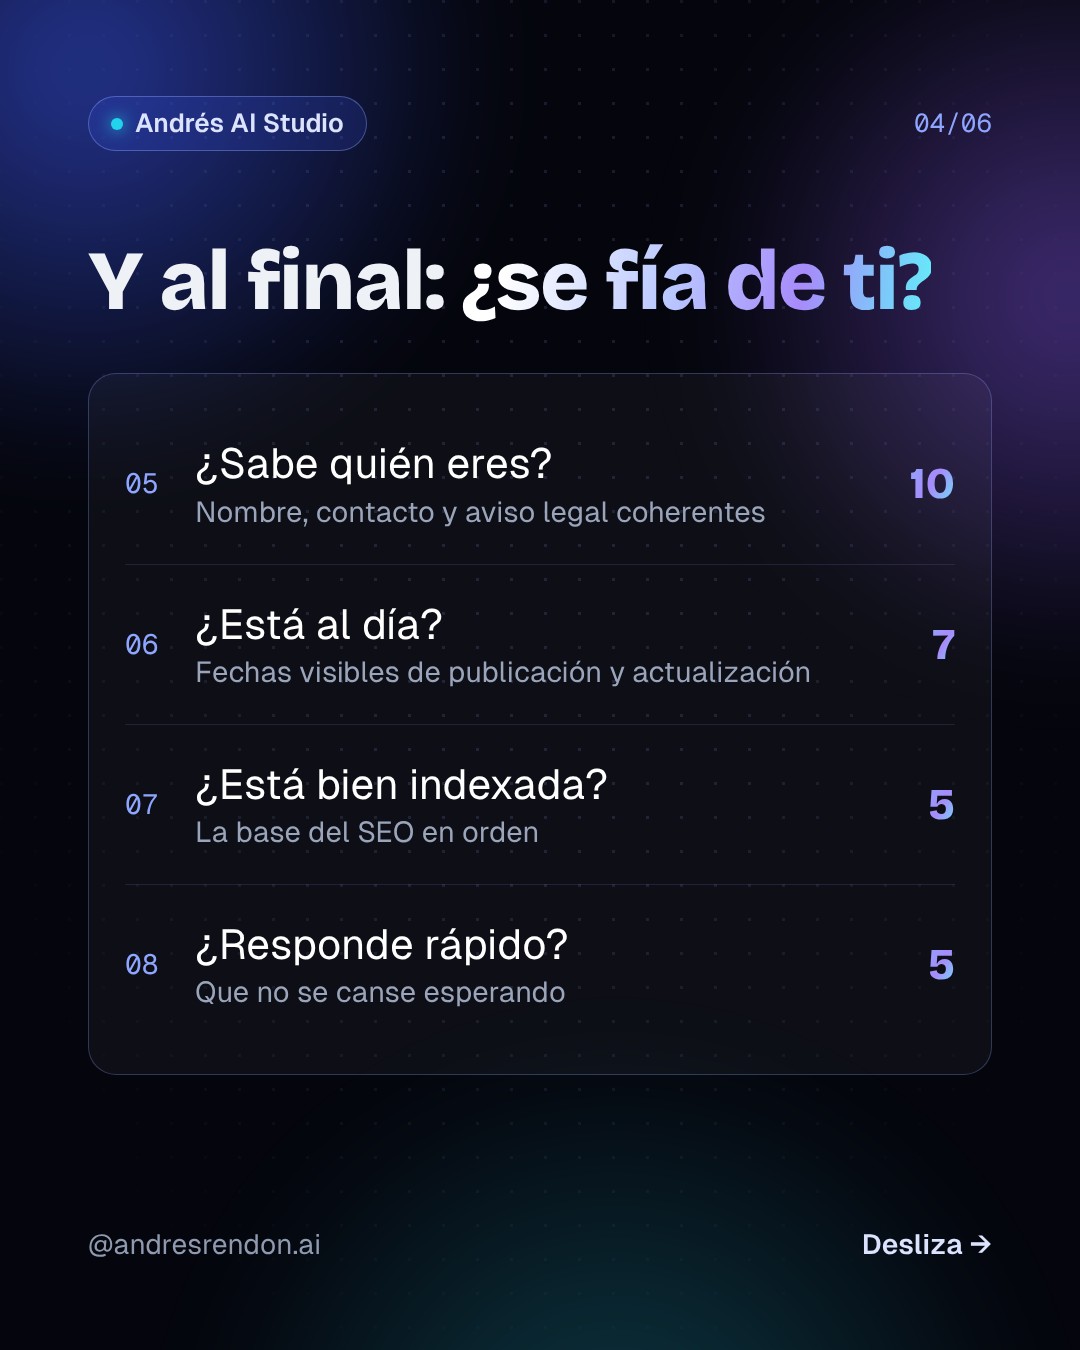 Andrés AI Studio
04/06
Y al final: ¿se fía de ti?
05
¿Sabe quién eres?
Nombre, contacto y aviso legal coherentes
10
06
¿Está al día?
Fechas visibles de publicación y actualización
7
07
¿Está bien indexada?
La base del SEO en orden
5
08
¿Responde rápido?
Que no se canse esperando
5
@andresrendon.ai
Desliza →